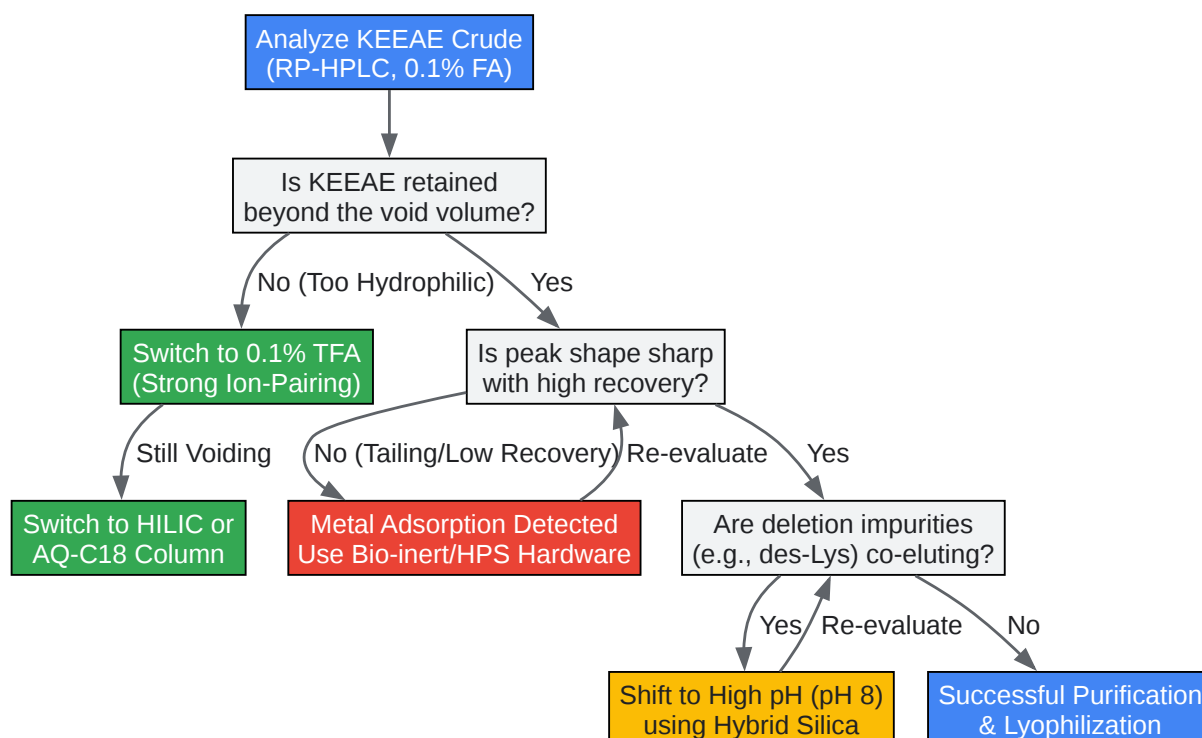 Analyze KEEAE Crude
(RP-HPLC, 0.1% FA)
Is KEEAE retained
beyond the void volume?
No (Too Hydrophilic)
Yes
Switch to 0.1% TFA
(Strong Ion-Pairing)
Is peak shape sharp
with high recovery?
Still Voiding
No (Tailing/Low Recovery)
Re-evaluate
Yes
Switch to HILIC or
AQ-C18 Column
Metal Adsorption Detected
Use Bio-inert/HPS Hardware
Are deletion impurities
(e.g., des-Lys) co-eluting?
Yes
Re-evaluate
No
Shift to High pH (pH 8)
using Hybrid Silica
Successful Purification
& Lyophilization